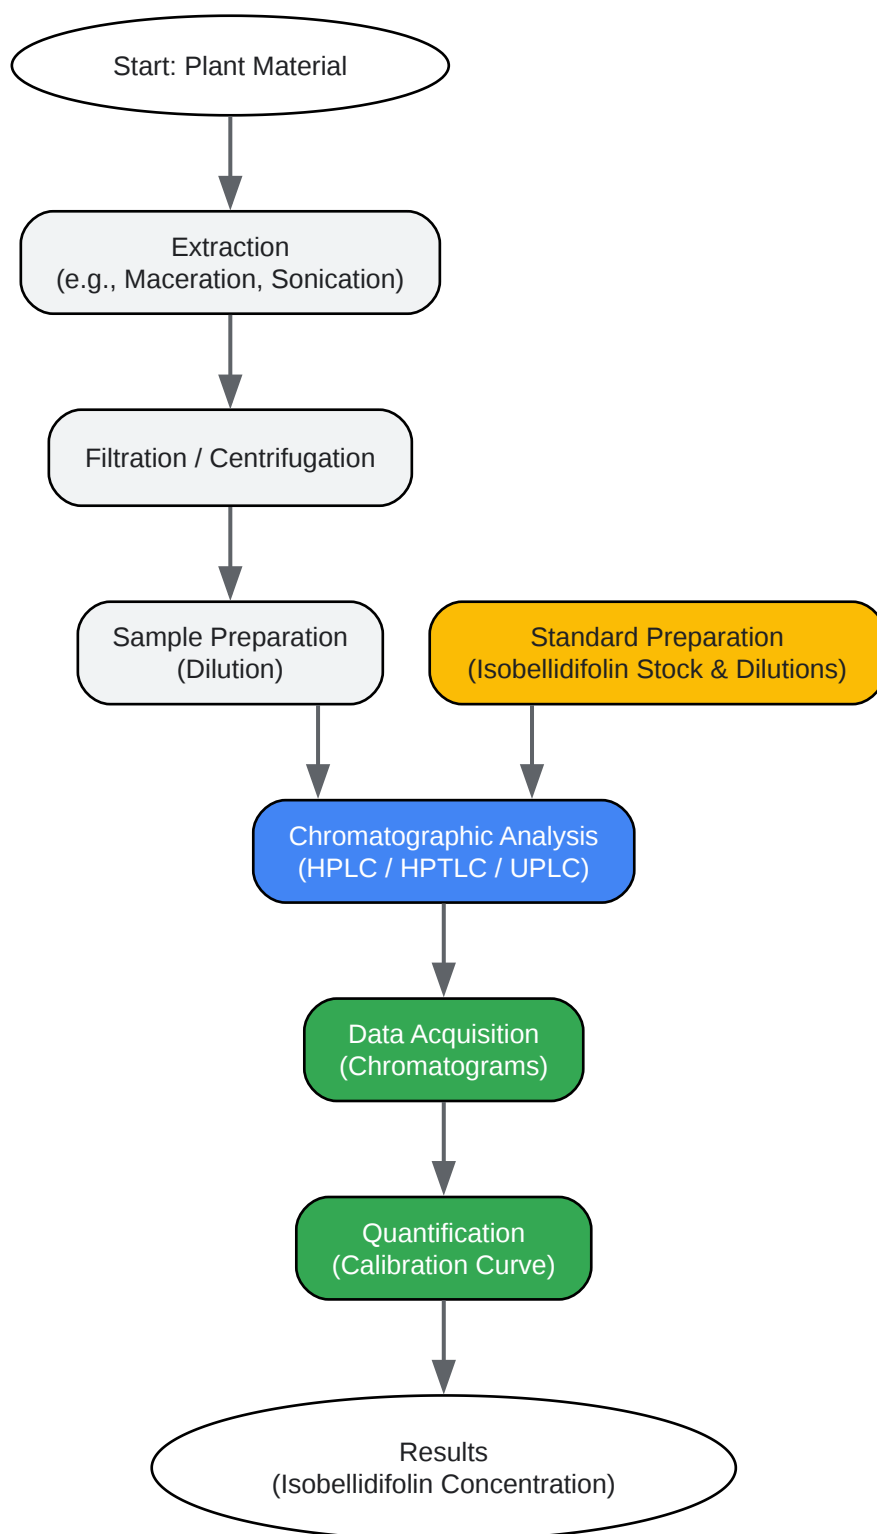 Start: Plant Material
Extraction
(e.g., Maceration, Sonication)
Filtration / Centrifugation
Sample Preparation
(Dilution)
Standard Preparation
(Isobellidifolin Stock & Dilutions)
Chromatographic Analysis
(HPLC / HPTLC / UPLC)
Data Acquisition
(Chromatograms)
Quantification
(Calibration Curve)
Results
(Isobellidifolin Concentration)